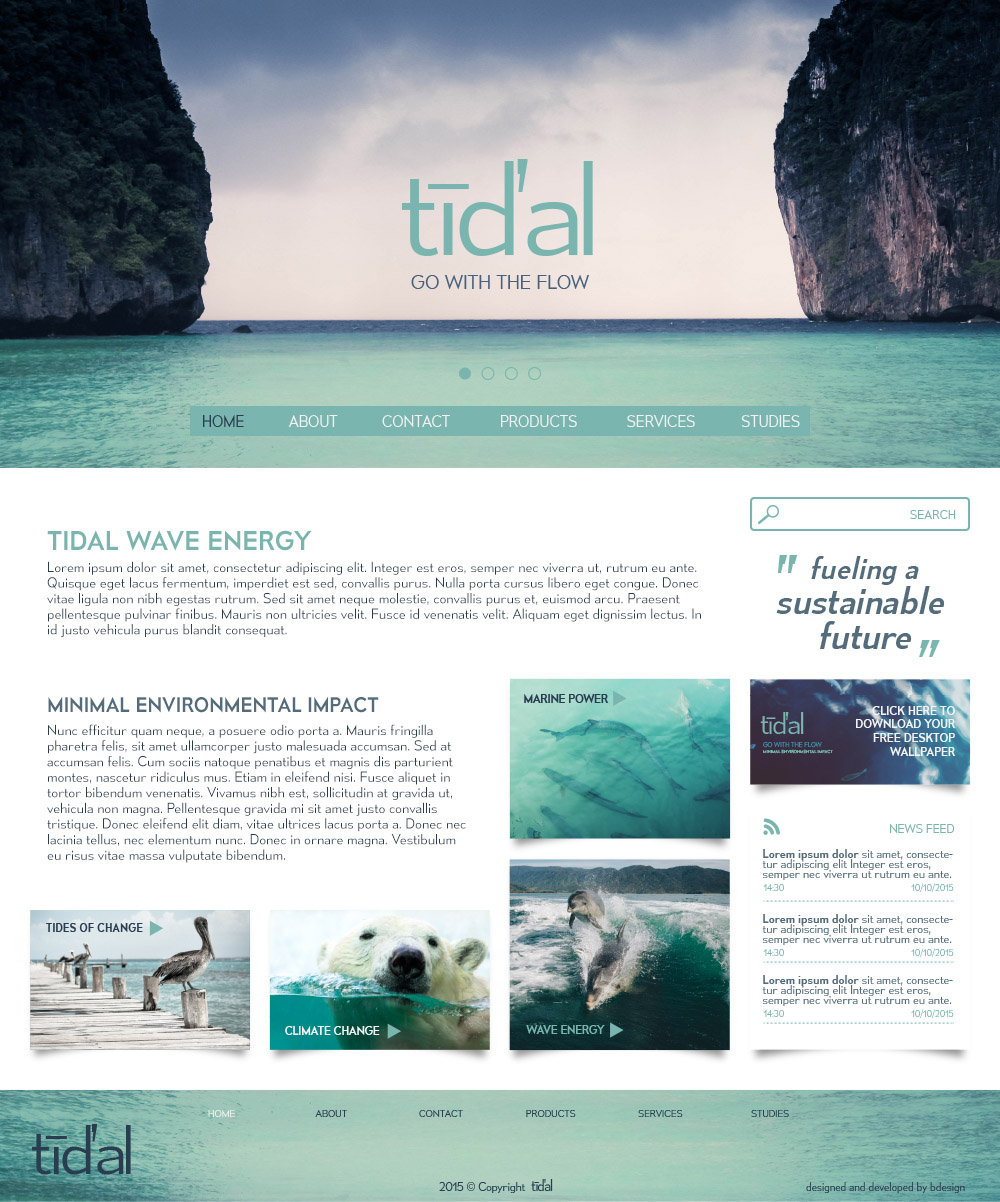 tīd'al
GO WITH THE FLOW
HOME ABOUT CONTACT PRODUCTS SERVICES STUDIES
SEARCH
TIDAL WAVE ENERGY
Lorem ipsum dolor sit amet, consectetur adipiscing elit. Integer est eros, semper nec viverra ut, rutrum eu ante.
Quisque eget lacus fermentum, imperdiet est sed, convallis purus. Nulla porta cursus libero eget congue. Donec
vitae ligula non nibh egestas rutrum. Sed sit amet neque molestie, convallis purus et, euismod arcu. Praesent
pellentesque pulvinar finibus. Mauris non ultricies velit. Fusce id venenatis velit. Aliquam eget dignissim lectus. In
id justo vehicula purus blandit consequat.
"fueling a
sustainable
future"
MINIMAL ENVIRONMENTAL IMPACT
Nunc efficitur quam neque, a posuere odio porta a. Mauris fringilla
pharetra felis, sit amet ullamcorper justo malesuada accumsan. Sed at
accumsan felis. Cum sociis natoque penatibus et magnis dis parturient
montes, nascetur ridiculus mus. Etiam in eleifend nisi. Fusce aliquet in
tortor bibendum venenatis. Vivamus nibh est, sollicitudin at gravida ut,
vehicula non magna. Pellentesque gravida mi sit amet justo convallis
tristique. Donec eleifend elit diam, vitae ultrices lacus porta a. Donec nec
lacinia tellus, nec elementum nunc. Donec in ornare magna. Vestibulum
eu risus vitae massa vulputate bibendum.
MARINE POWER
tīd'al
GO WITH THE FLOW
MINIMAL ENVIRONMENTAL IMPACT
CLICK HERE TO
DOWNLOAD YOUR
FREE DESKTOP
WALLPAPER
NEWS FEED
Lorem ipsum dolor sit amet, consecte-
tur adipiscing elit Integer est eros,
semper nec viverra ut rutrum eu ante.
14:30 10/10/2015
Lorem ipsum dolor sit amet, consecte-
tur adipiscing elit Integer est eros,
semper nec viverra ut rutrum eu ante.
14:30 10/10/2015
Lorem ipsum dolor sit amet, consecte-
tur adipiscing elit Integer est eros,
semper nec viverra ut rutrum eu ante.
14:30 10/10/2015
TIDES OF CHANGE
CLIMATE CHANGE
WAVE ENERGY
HOME ABOUT CONTACT PRODUCTS SERVICES STUDIES
tīd'al
2015 © Copyright tīd'al
designed and developed by bdesign